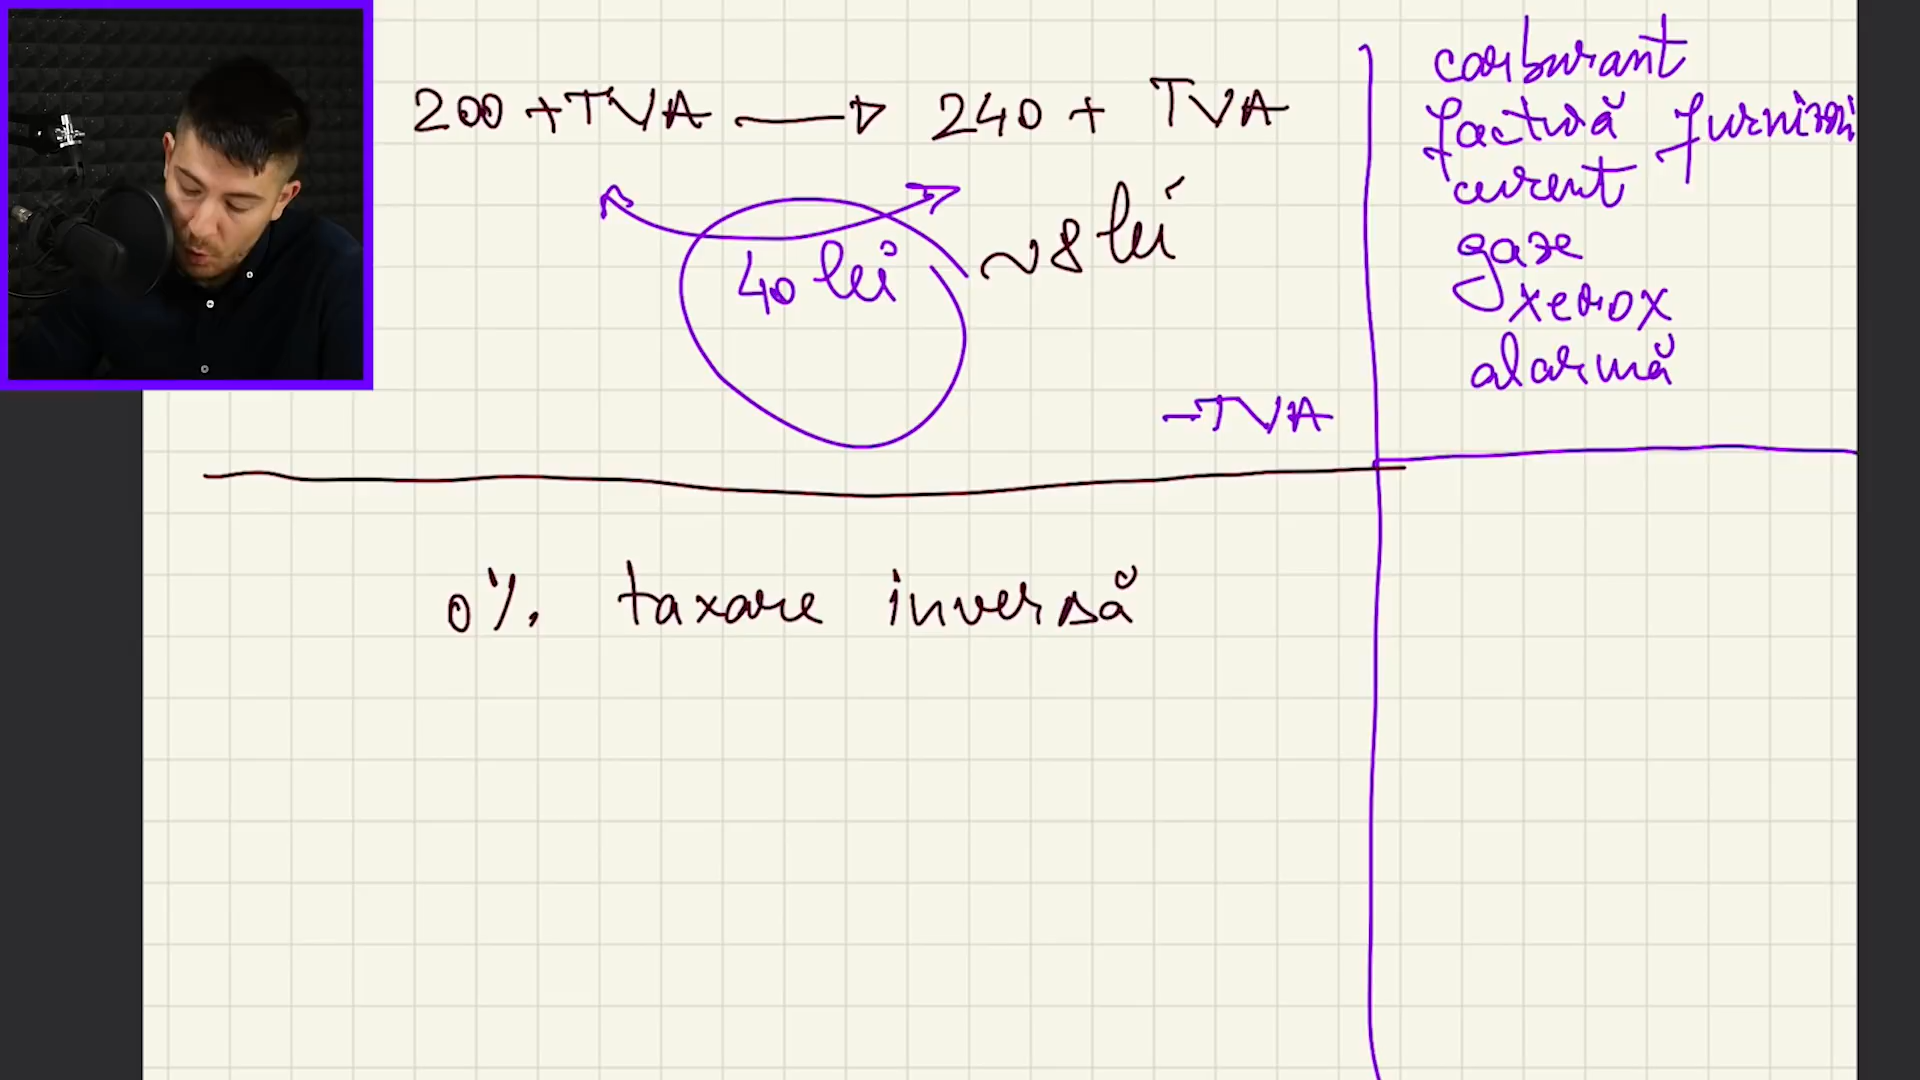 200 + TVA → 240 + TVA
40 lei ~8 lei
-TVA
carburant
factură furnizori
curent
gaze
xerox
alarmă
0% taxare inversă